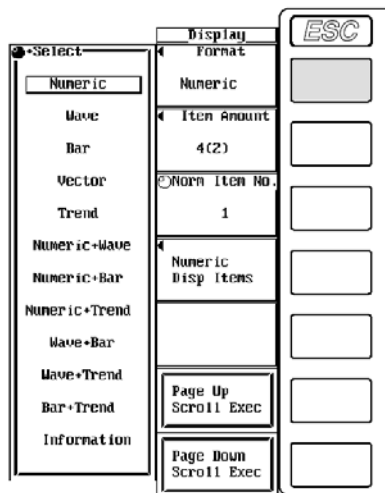 Display
ESC
Select
Numeric
Wave
Bar
Vector
Trend
Numeric+Wave
Numeric+Bar
Numeric+Trend
Wave+Bar
Wave+Trend
Bar+Trend
Information
Format
Numeric
Item Amount
4(2)
Norm Item No.
1
Numeric
Disp Items
Page Up
Scroll Exec
Page Down
Scroll Exec